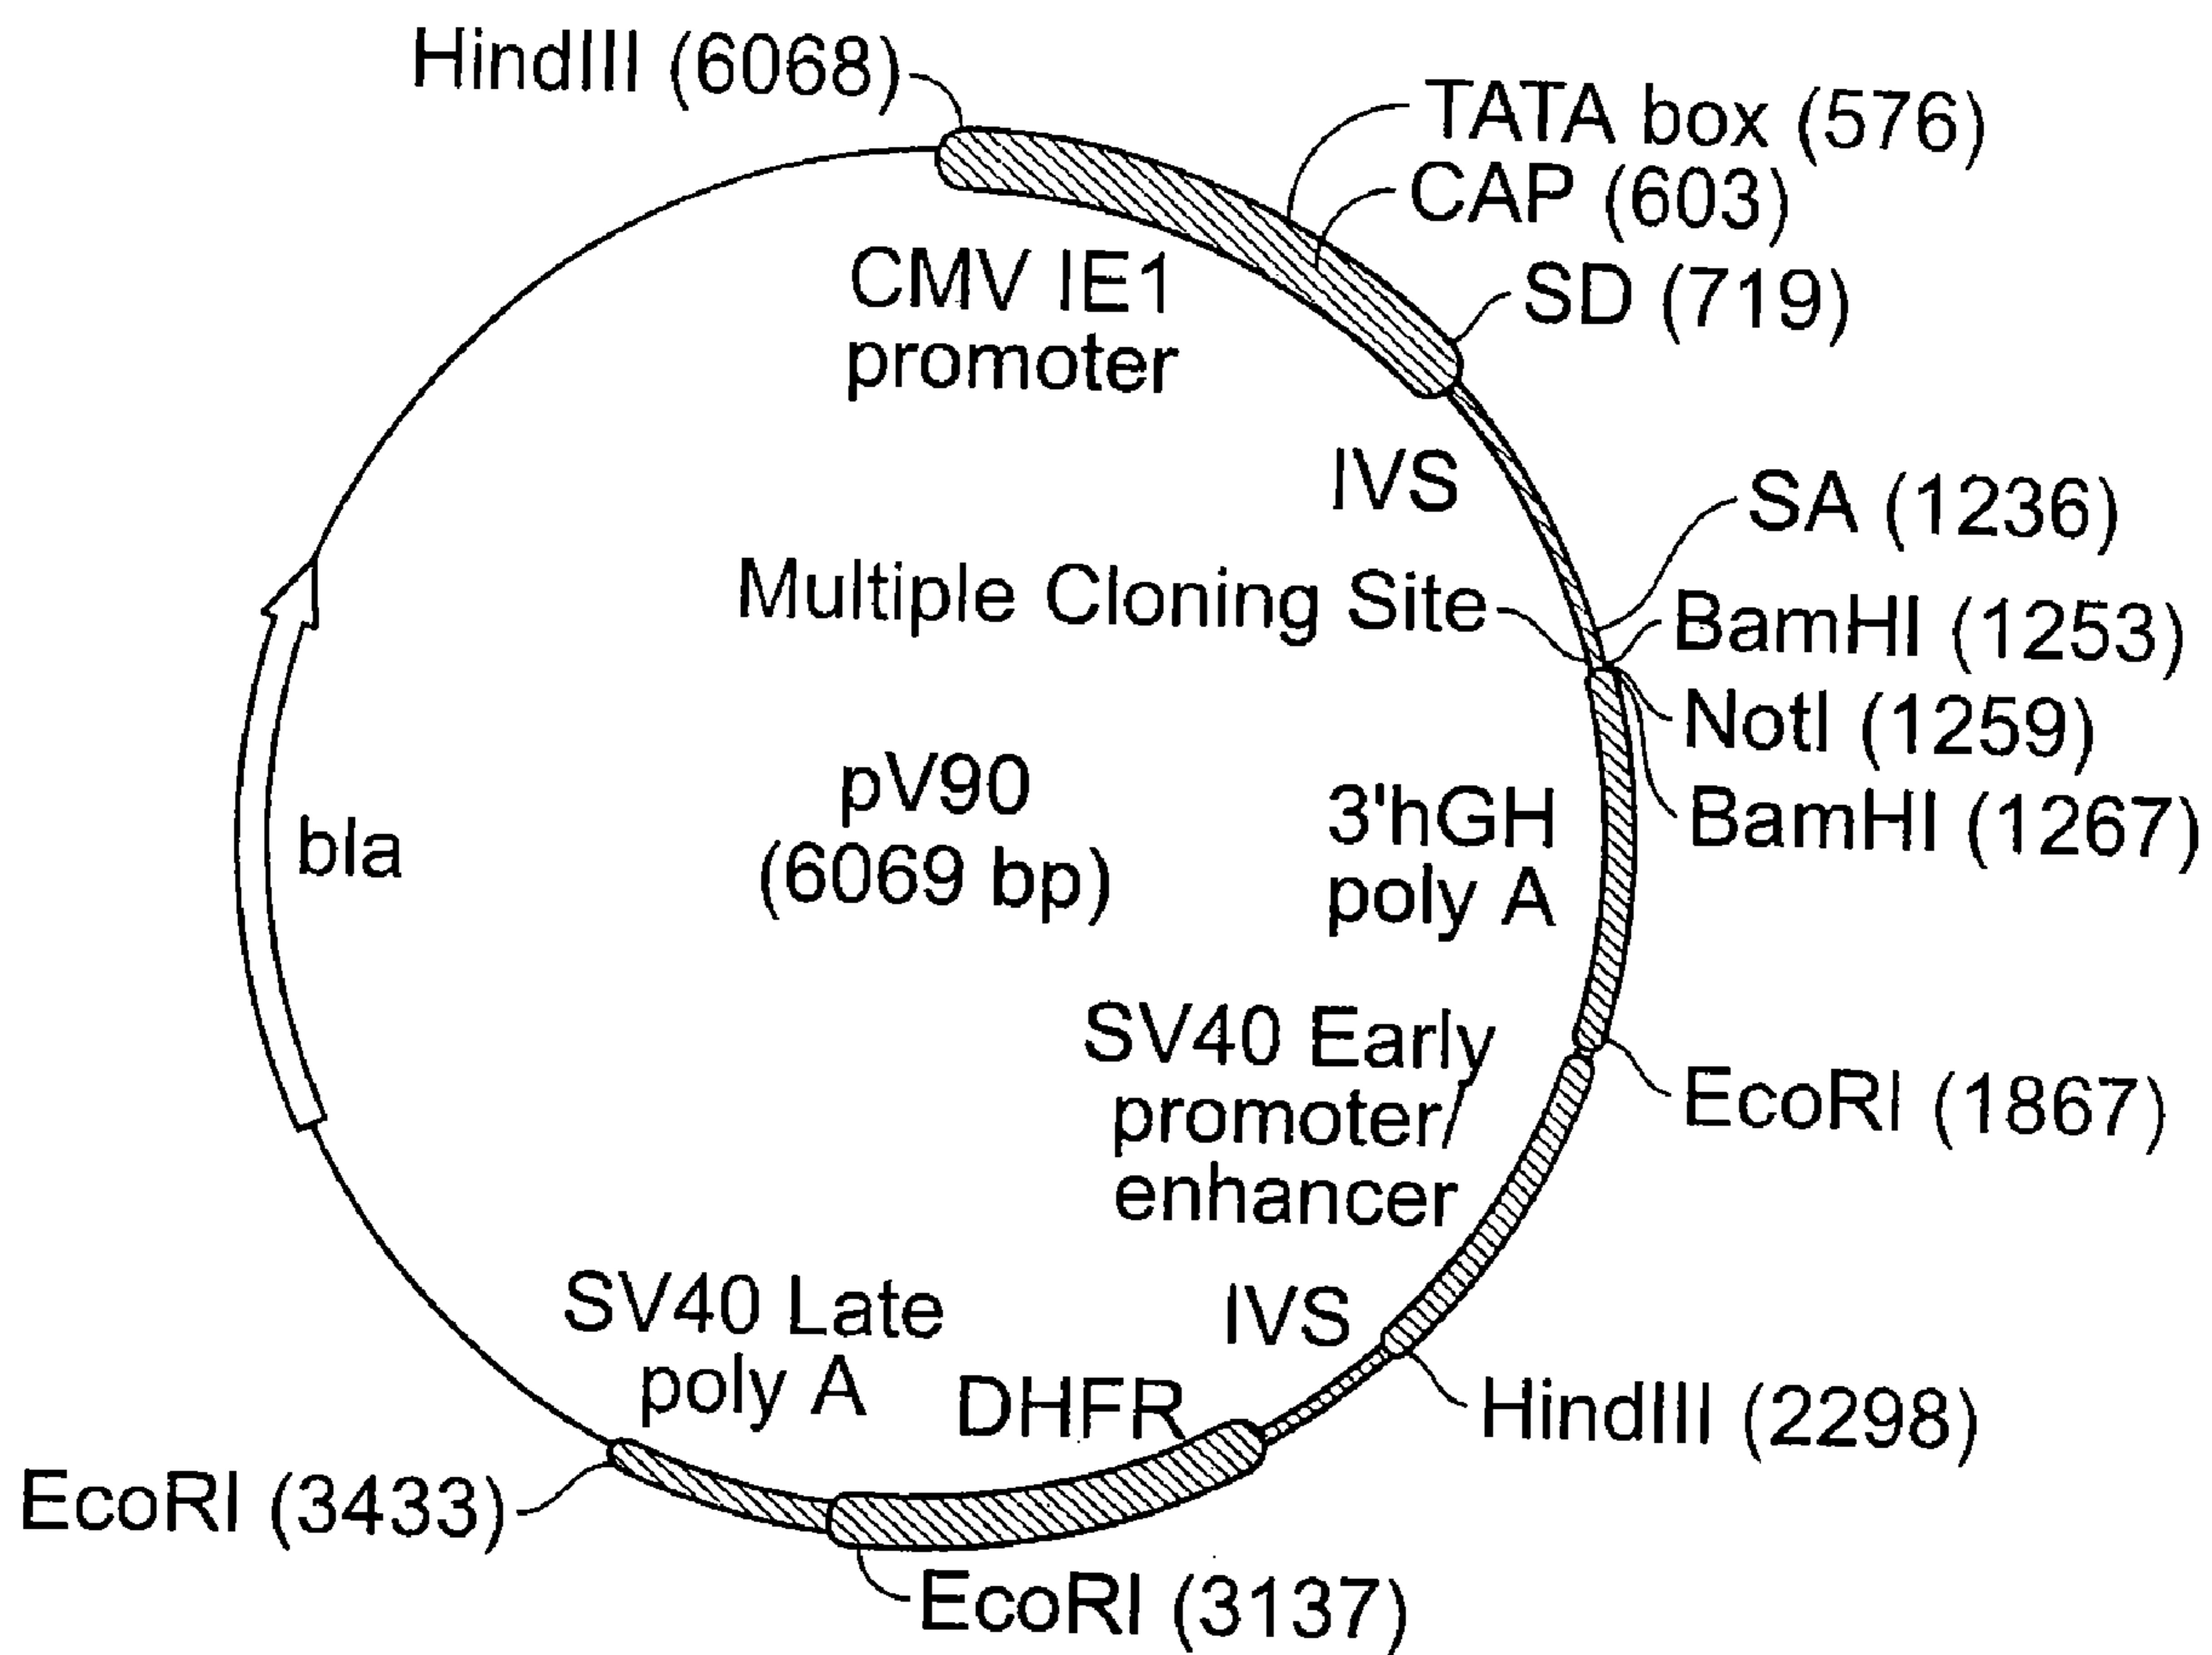 HindIII (6068)
TATA box (576)
CAP (603)
SD (719)
CMV IE1
promoter
IVS
SA (1236)
Multiple Cloning Site
BamHI (1253)
NotI (1259)
BamHI (1267)
pV90
(6069 bp)
3'hGH
poly A
bla
SV40 Early
promoter/
enhancer
EcoRI (1867)
SV40 Late
poly A
IVS
DHFR
HindIII (2298)
EcoRI (3433)
EcoRI (3137)